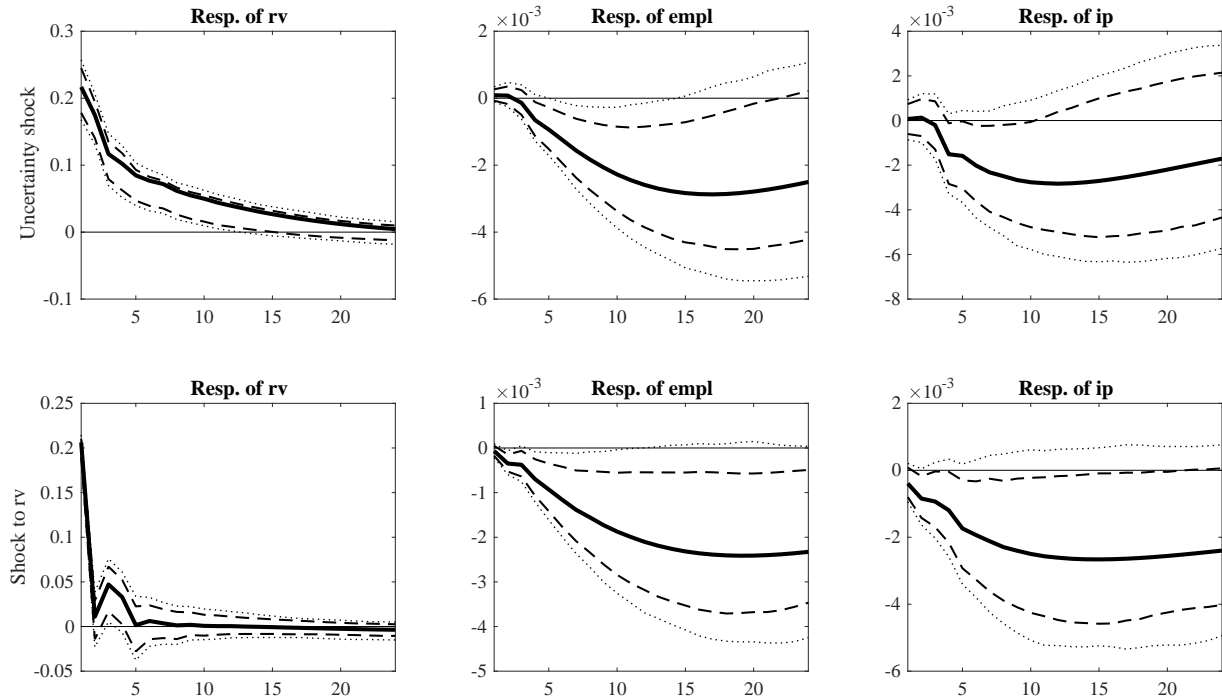 Resp. of rv
Resp. of empl
Resp. of ip
×10⁻³
×10⁻³
Uncertainty shock
0.3
0.2
0.1
0
-0.1
5 10 15 20
2
0
-2
-4
-6
5 10 15 20
4
2
0
-2
-4
-6
-8
5 10 15 20
Resp. of rv
Resp. of empl
Resp. of ip
×10⁻³
×10⁻³
Shock to rv
0.25
0.2
0.15
0.1
0.05
0
-0.05
5 10 15 20
1
0
-1
-2
-3
-4
-5
5 10 15 20
2
0
-2
-4
-6
5 10 15 20